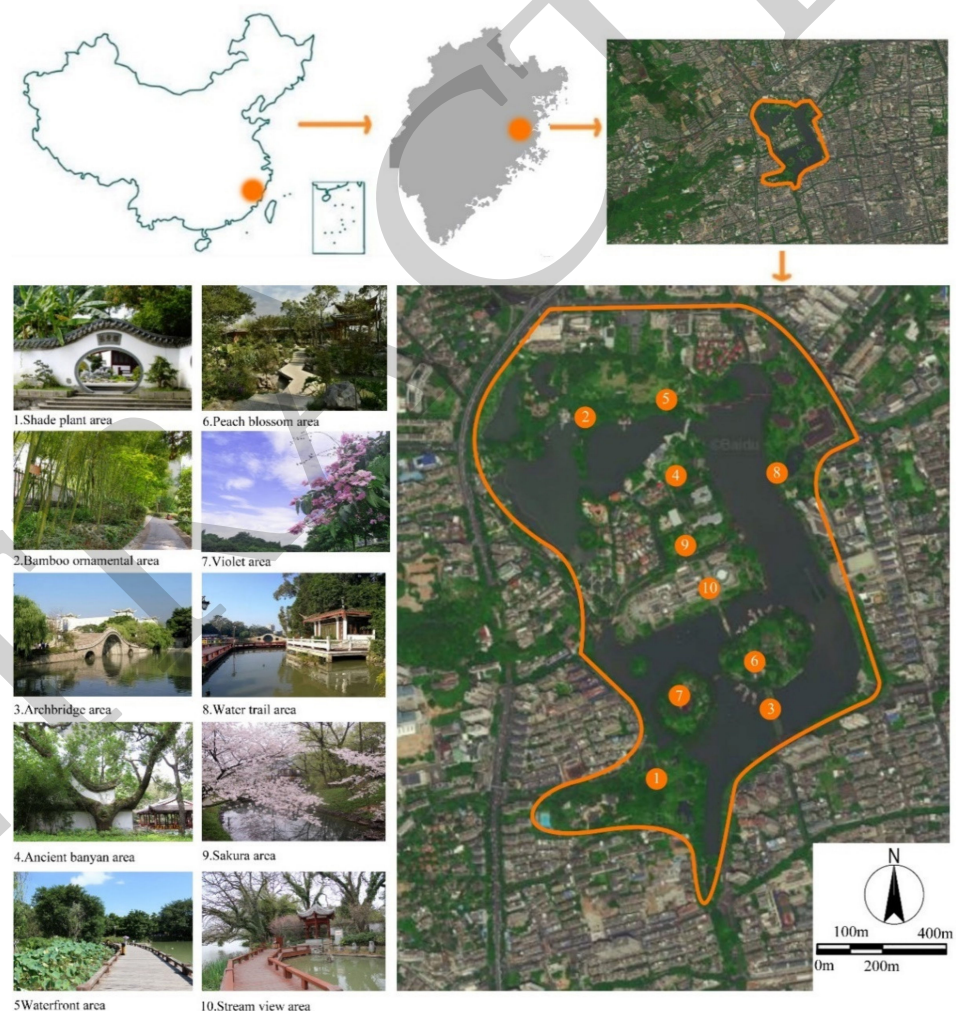 1.Shade plant area
6.Peach blossom area
2.Bamboo ornamental area
7.Violet area
3.Archbridge area
8.Water trail area
4.Ancient banyan area
9.Sakura area
5Waterfront area
10.Stream view area
2
5
©Baidu
4
8
9
10
6
7
3
1
N
100m 400m
0m 200m